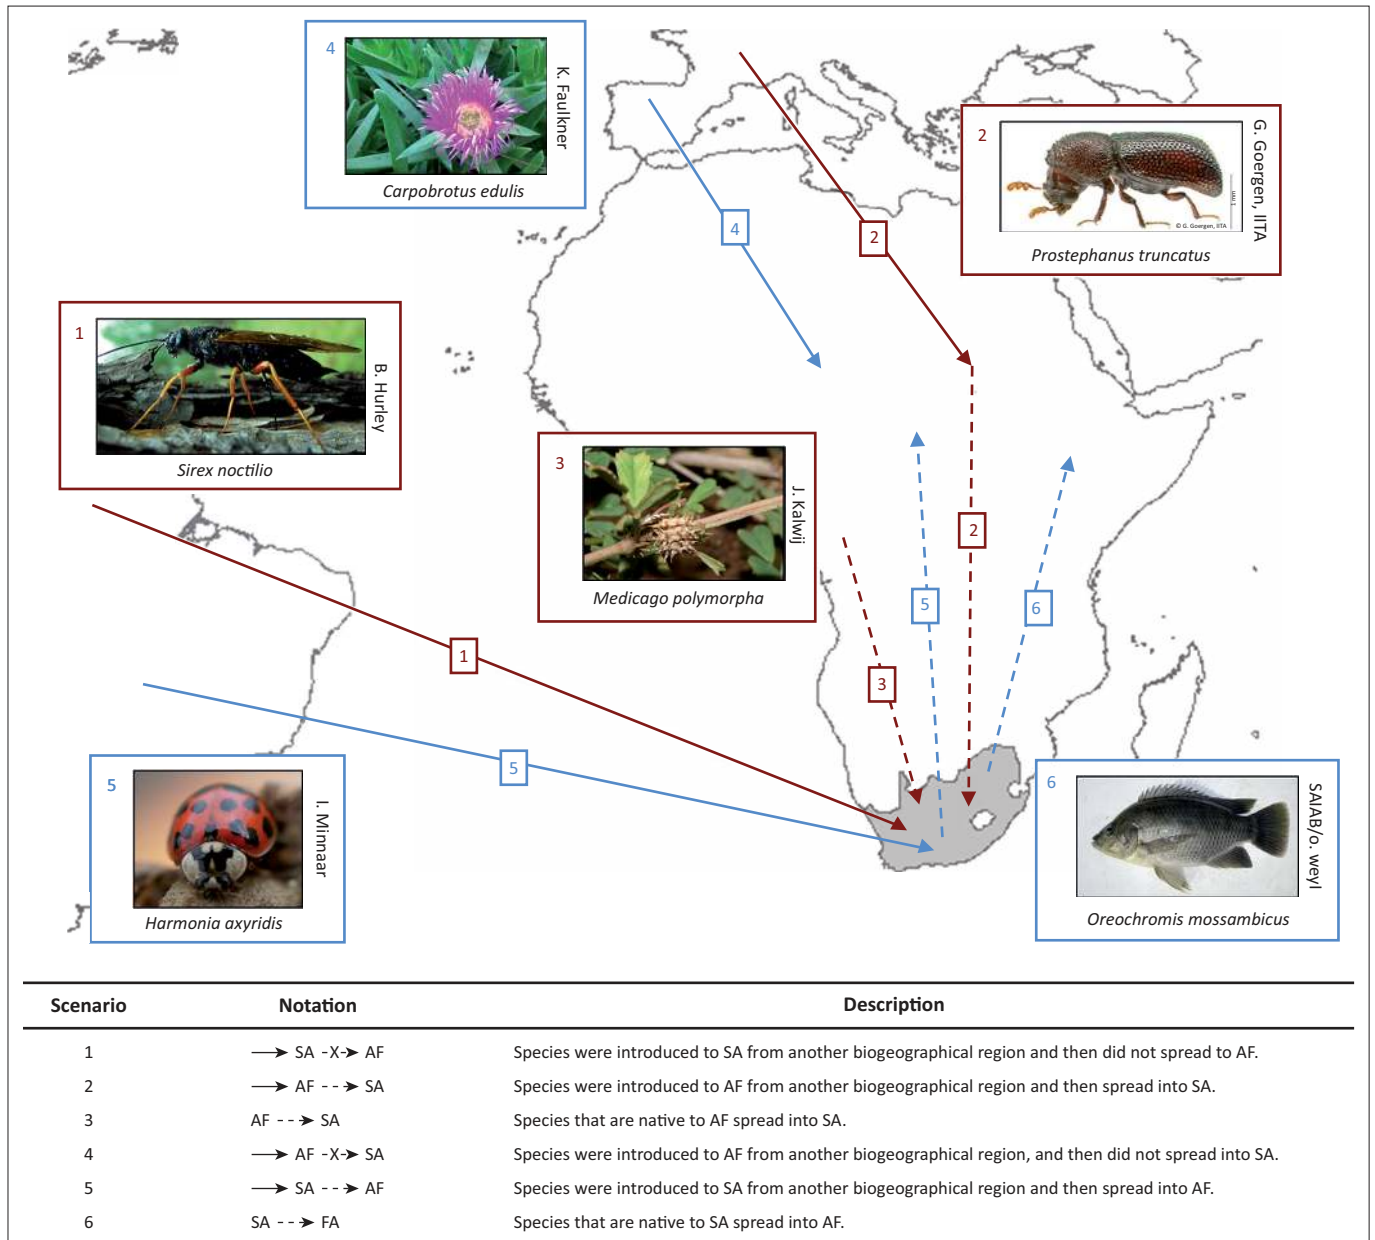 4
K. Faulkner
Carpobrotus edulis
2
G. Goergen, IITA
© G. Goergen, IITA
Prostephanus truncatus
4
2
1
B. Hurley
Sirex noctilio
3
J. Kalwij
Medicago polymorpha
2
5
6
1
3
5
5
I. Minnaar
Harmonia axyridis
6
SAIAB/o. weyl
Oreochromis mossambicus
Scenario Notation Description
1 → SA -X-> AF Species were introduced to SA from another biogeographical region and then did not spread to AF.
2 → AF --> SA Species were introduced to AF from another biogeographical region and then spread into SA.
3 AF --> SA Species that are native to AF spread into SA.
4 → AF -X-> SA Species were introduced to AF from another biogeographical region, and then did not spread into SA.
5 → SA --> AF Species were introduced to SA from another biogeographical region and then spread into AF.
6 SA --> FA Species that are native to SA spread into AF.